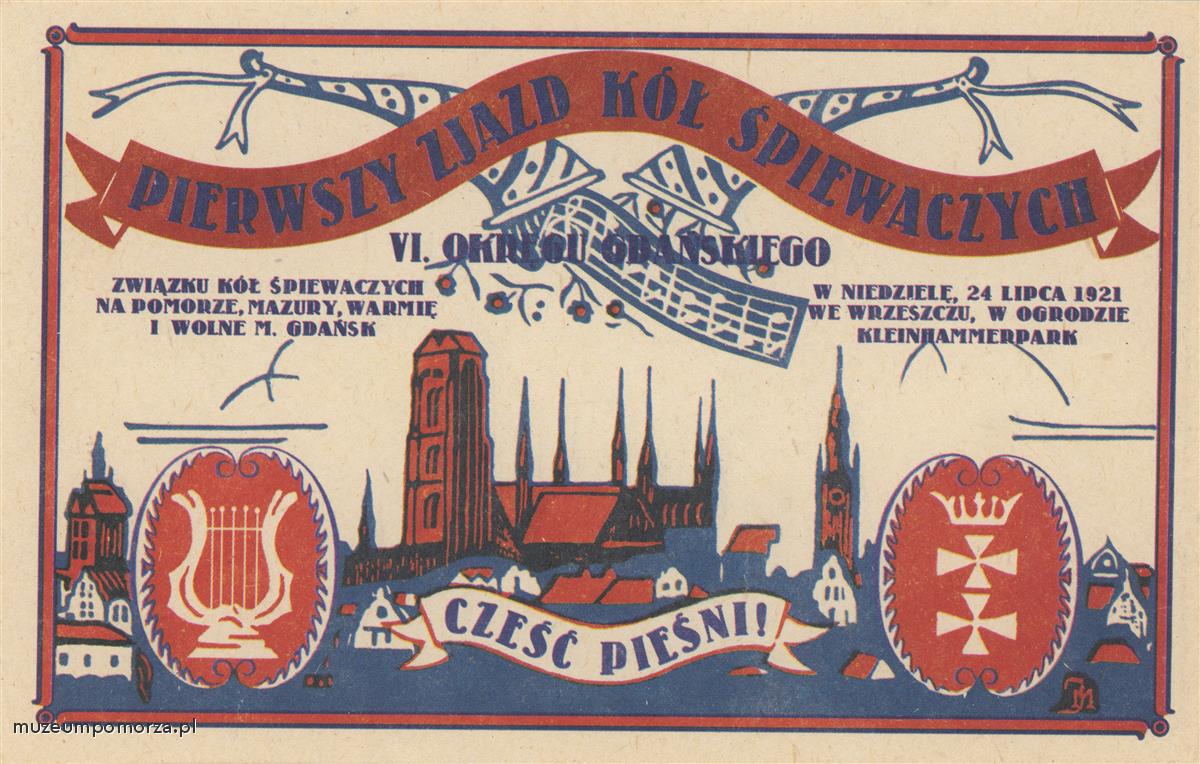 PIERWSZY ZJAZD KÓŁ ŚPIEWACZYCH
VI. OKRĘGU GDAŃSKIEGO
ZWIĄZKU KÓŁ ŚPIEWACZYCH
NA POMORZE, MAZURY, WARMIĘ
I WOLNE M. GDAŃSK
W NIEDZIELĘ, 24 LIPCA 1921
WE WRZESZCZU, W OGRODZIE
KLEINHAMMERPARK
CZEŚĆ PIEŚNI!
muzeumpomorza.pl